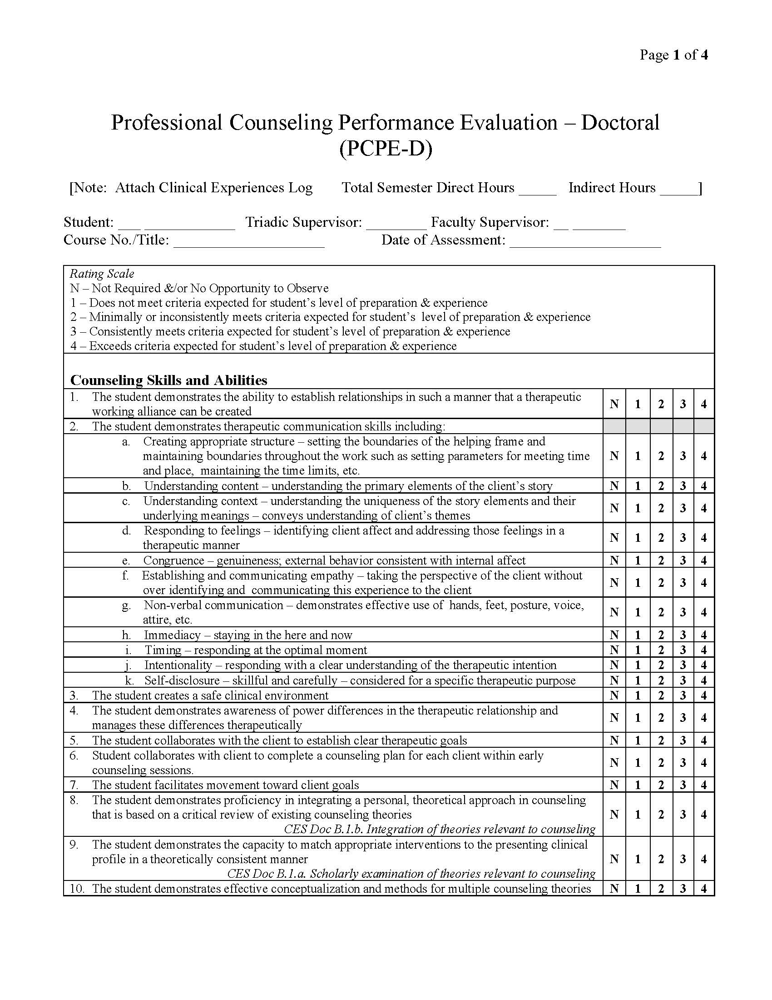 Page 1 of 4
Professional Counseling Performance Evaluation – Doctoral
(PCPE-D)
[Note:  Attach Clinical Experiences Log Total Semester Direct Hours _____ Indirect Hours _____]
Student: ___ ____________ Triadic Supervisor: ________ Faculty Supervisor: __ _______
Course No./Title: ____________________ Date of Assessment: ____________________
Rating Scale
N – Not Required &/or No Opportunity to Observe
1 – Does not meet criteria expected for student’s level of preparation & experience
2 – Minimally or inconsistently meets criteria expected for student’s  level of preparation & experience
3 – Consistently meets criteria expected for student’s level of preparation & experience
4 – Exceeds criteria expected for student’s level of preparation & experience
Counseling Skills and Abilities
1. The student demonstrates the ability to establish relationships in such a manner that a therapeutic
working alliance can be created N 1 2 3 4
2. The student demonstrates therapeutic communication skills including:
a. Creating appropriate structure – setting the boundaries of the helping frame and
maintaining boundaries throughout the work such as setting parameters for meeting time N 1 2 3 4
and place,  maintaining the time limits, etc.
b. Understanding content – understanding the primary elements of the client’s story N 1 2 3 4
c. Understanding context – understanding the uniqueness of the story elements and their
underlying meanings – conveys understanding of client’s themes N 1 2 3 4
d. Responding to feelings – identifying client affect and addressing those feelings in a
therapeutic manner N 1 2 3 4
e. Congruence – genuineness; external behavior consistent with internal affect N 1 2 3 4
f. Establishing and communicating empathy – taking the perspective of the client without
over identifying and  communicating this experience to the client N 1 2 3 4
g. Non-verbal communication – demonstrates effective use of  hands, feet, posture, voice,
attire, etc. N 1 2 3 4
h. Immediacy – staying in the here and now N 1 2 3 4
i. Timing – responding at the optimal moment N 1 2 3 4
j. Intentionality – responding with a clear understanding of the therapeutic intention N 1 2 3 4
k. Self-disclosure – skillful and carefully – considered for a specific therapeutic purpose N 1 2 3 4
3. The student creates a safe clinical environment N 1 2 3 4
4. The student demonstrates awareness of power differences in the therapeutic relationship and
manages these differences therapeutically N 1 2 3 4
5. The student collaborates with the client to establish clear therapeutic goals N 1 2 3 4
6. Student collaborates with client to complete a counseling plan for each client within early
counseling sessions. N 1 2 3 4
7. The student facilitates movement toward client goals N 1 2 3 4
8. The student demonstrates proficiency in integrating a personal, theoretical approach in counseling
that is based on a critical review of existing counseling theories N 1 2 3 4
CES Doc B.1.b. Integration of theories relevant to counseling
9. The student demonstrates the capacity to match appropriate interventions to the presenting clinical
profile in a theoretically consistent manner N 1 2 3 4
CES Doc B.1.a. Scholarly examination of theories relevant to counseling
10. The student demonstrates effective conceptualization and methods for multiple counseling theories N 1 2 3 4